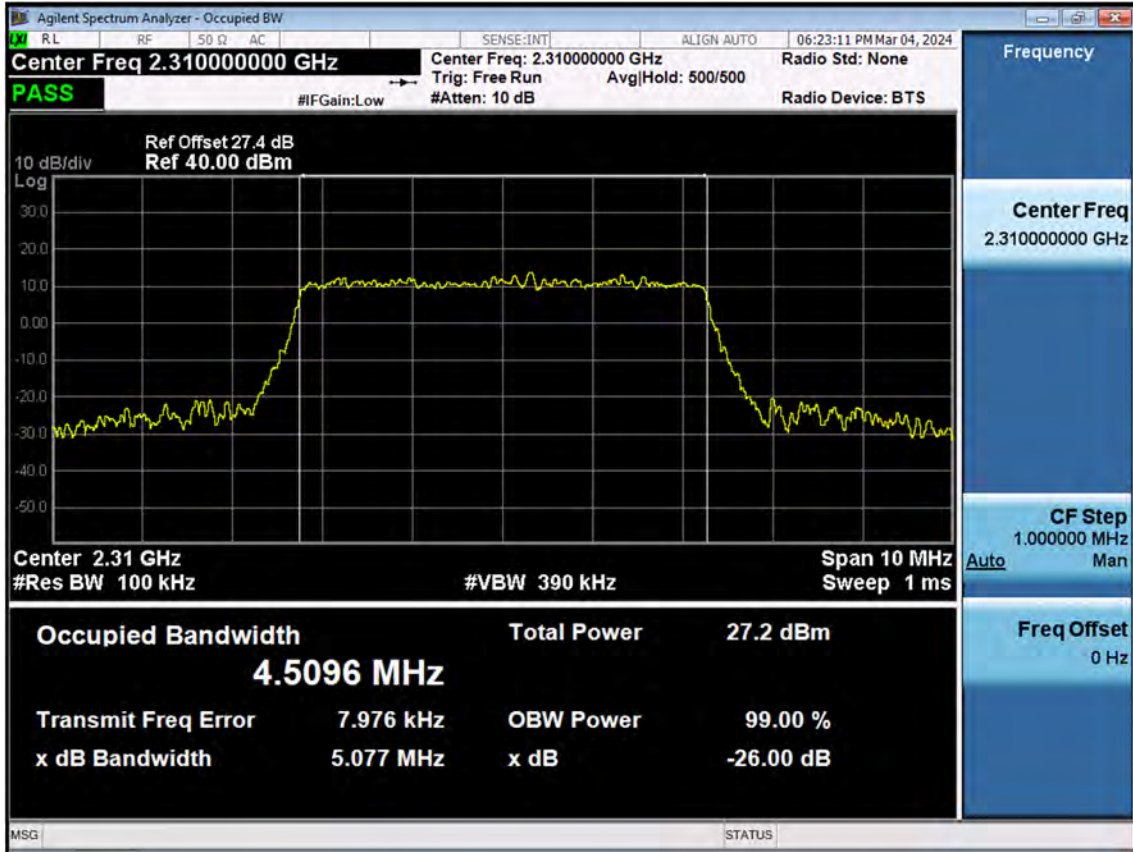 Agilent Spectrum Analyzer - Occupied BW
LXI RL RF 50 Ω AC SENSE:INT ALIGN AUTO 06:23:11 PM Mar 04, 2024
Center Freq 2.310000000 GHz
Center Freq: 2.310000000 GHz
Radio Std: None
Trig: Free Run Avg|Hold: 500/500
PASS
#IFGain:Low
#Atten: 10 dB
Radio Device: BTS
Ref Offset 27.4 dB
10 dB/div Ref 40.00 dBm
Log
30.0
20.0
10.0
0.00
-10.0
-20.0
-30.0
-40.0
-50.0
Center 2.31 GHz Span 10 MHz
#Res BW 100 kHz #VBW 390 kHz Sweep 1 ms
Occupied Bandwidth Total Power 27.2 dBm
4.5096 MHz
Transmit Freq Error 7.976 kHz OBW Power 99.00 %
x dB Bandwidth 5.077 MHz x dB -26.00 dB
MSG STATUS
Frequency
Center Freq
2.310000000 GHz
CF Step
1.000000 MHz
Auto Man
Freq Offset
0 Hz